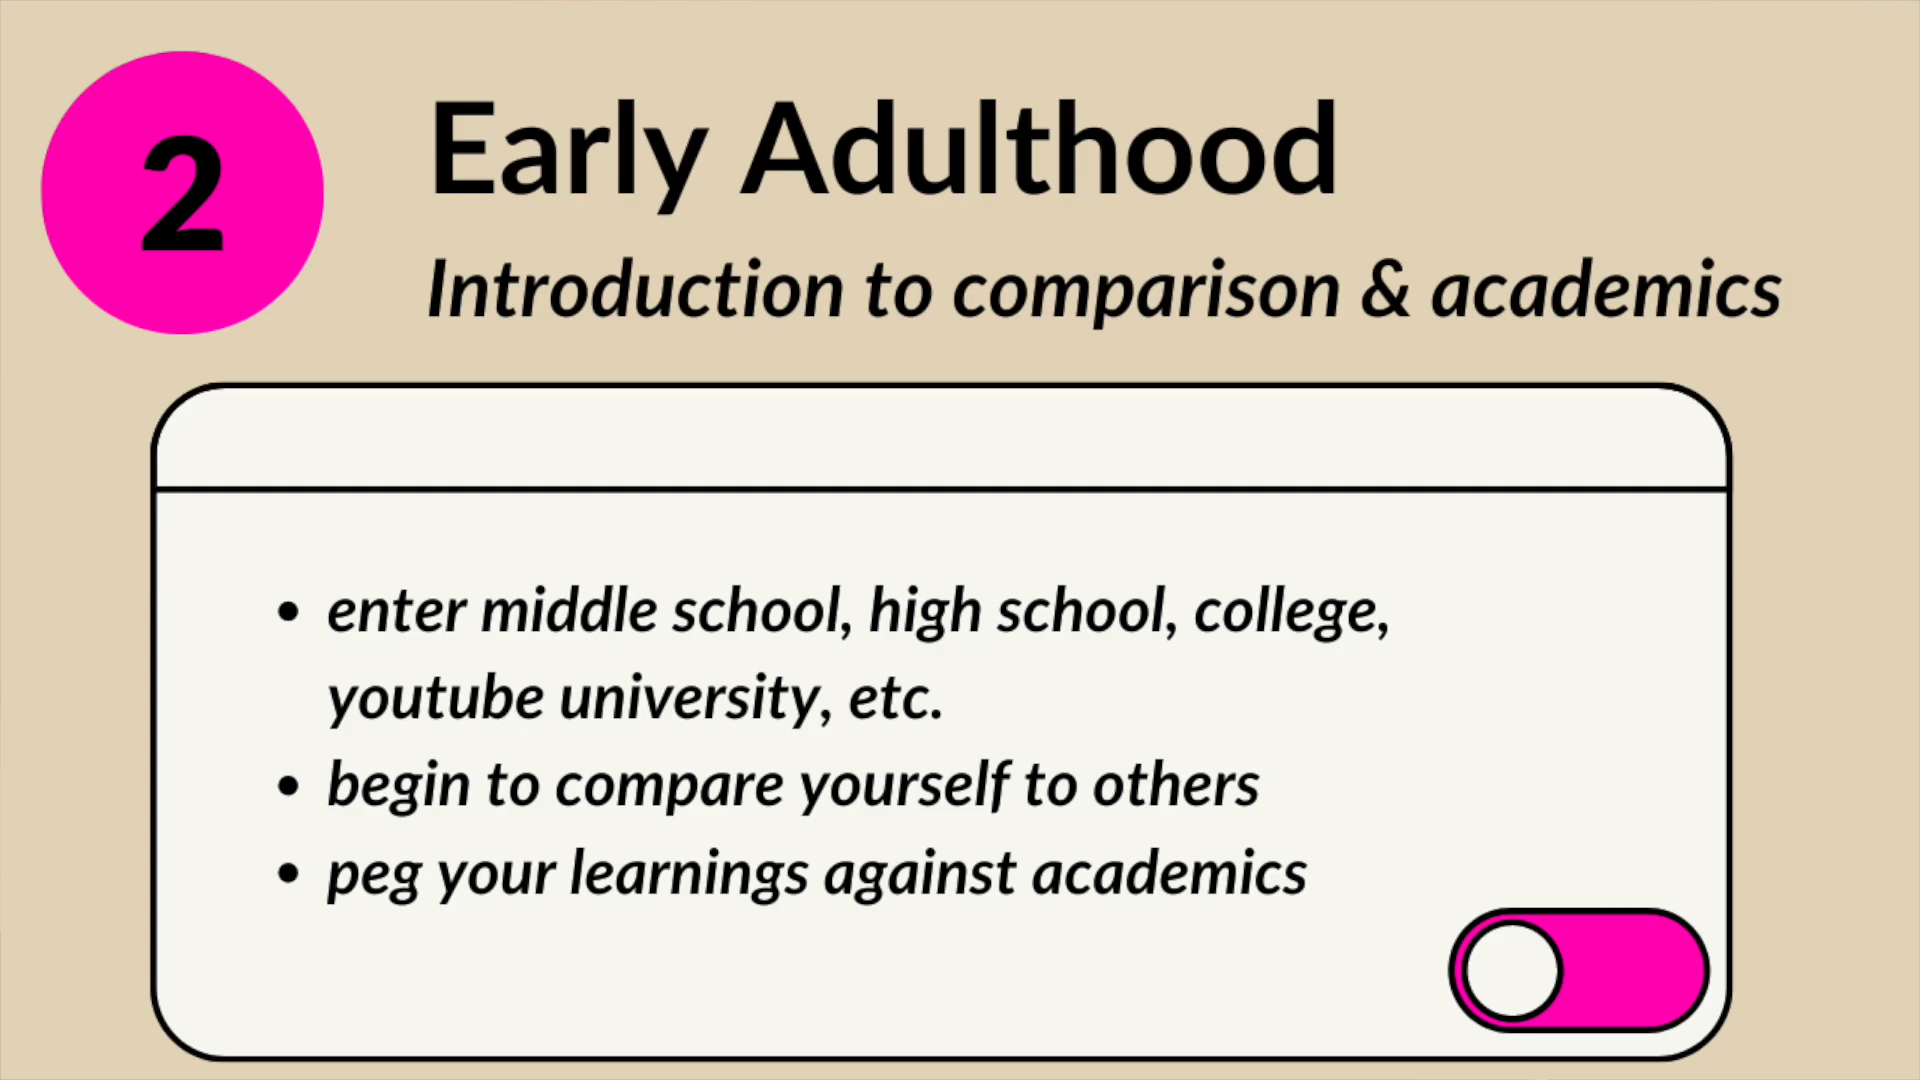 2
Early Adulthood
Introduction to comparison & academics
• enter middle school, high school, college,
youtube university, etc.
• begin to compare yourself to others
• peg your learnings against academics